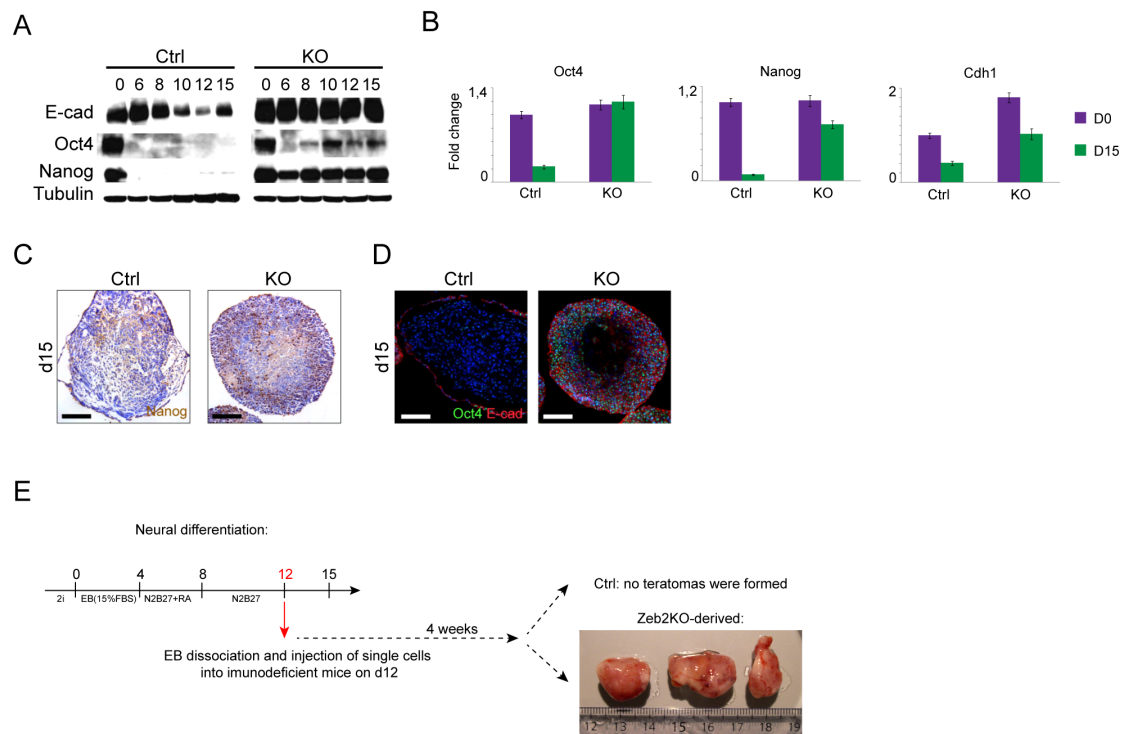 A
Ctrl KO
0 6 8 10 12 15 0 6 8 10 12 15
E-cad
Oct4
Nanog
Tubulin
B
Oct4 Nanog Cdh1
Fold change
1,4
0
Ctrl KO
1,2
0
Ctrl KO
2
0
Ctrl KO
D0
D15
C
Ctrl KO
d15
Nanog
D
Ctrl KO
d15
Oct4 E-cad
E
Neural differentiation:
0 4 8 12 15
2i EB(15%FBS) N2B27+RA N2B27
EB dissociation and injection of single cells
into imunodeficient mice on d12
4 weeks
Ctrl: no teratomas were formed
Zeb2KO-derived:
12 13 14 15 16 17 18 19